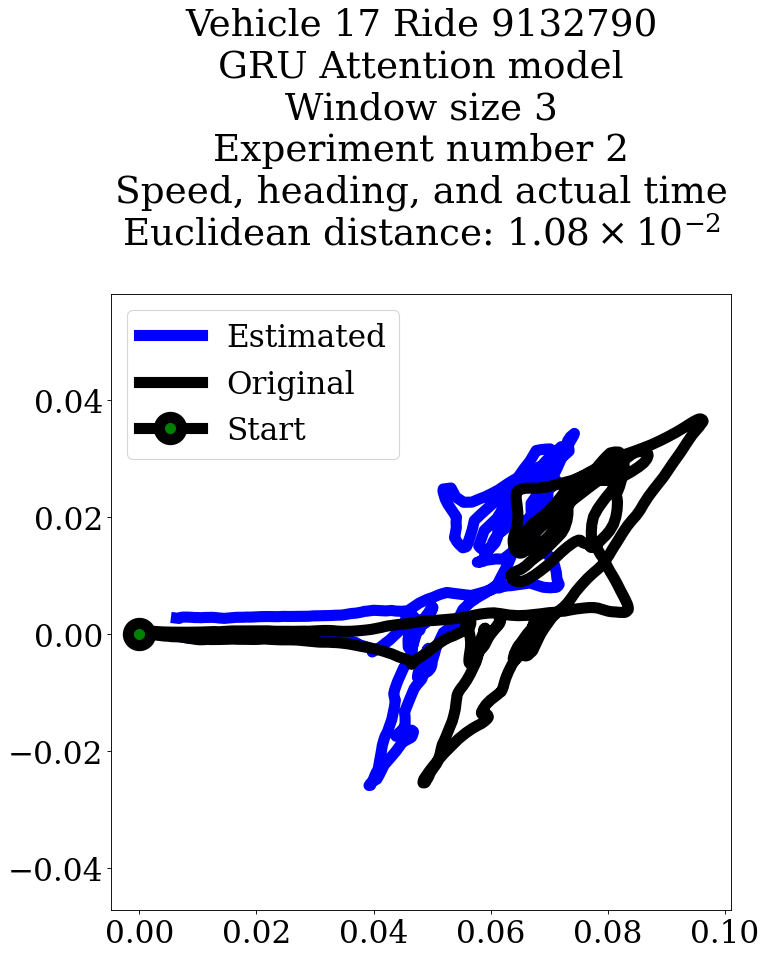 Vehicle 17 Ride 9132790
GRU Attention model
Window size 3
Experiment number 2
Speed, heading, and actual time
Euclidean distance: 1.08 × 10⁻²
Estimated
Original
Start
0.04
0.02
0.00
−0.02
−0.04
0.00 0.02 0.04 0.06 0.08 0.10